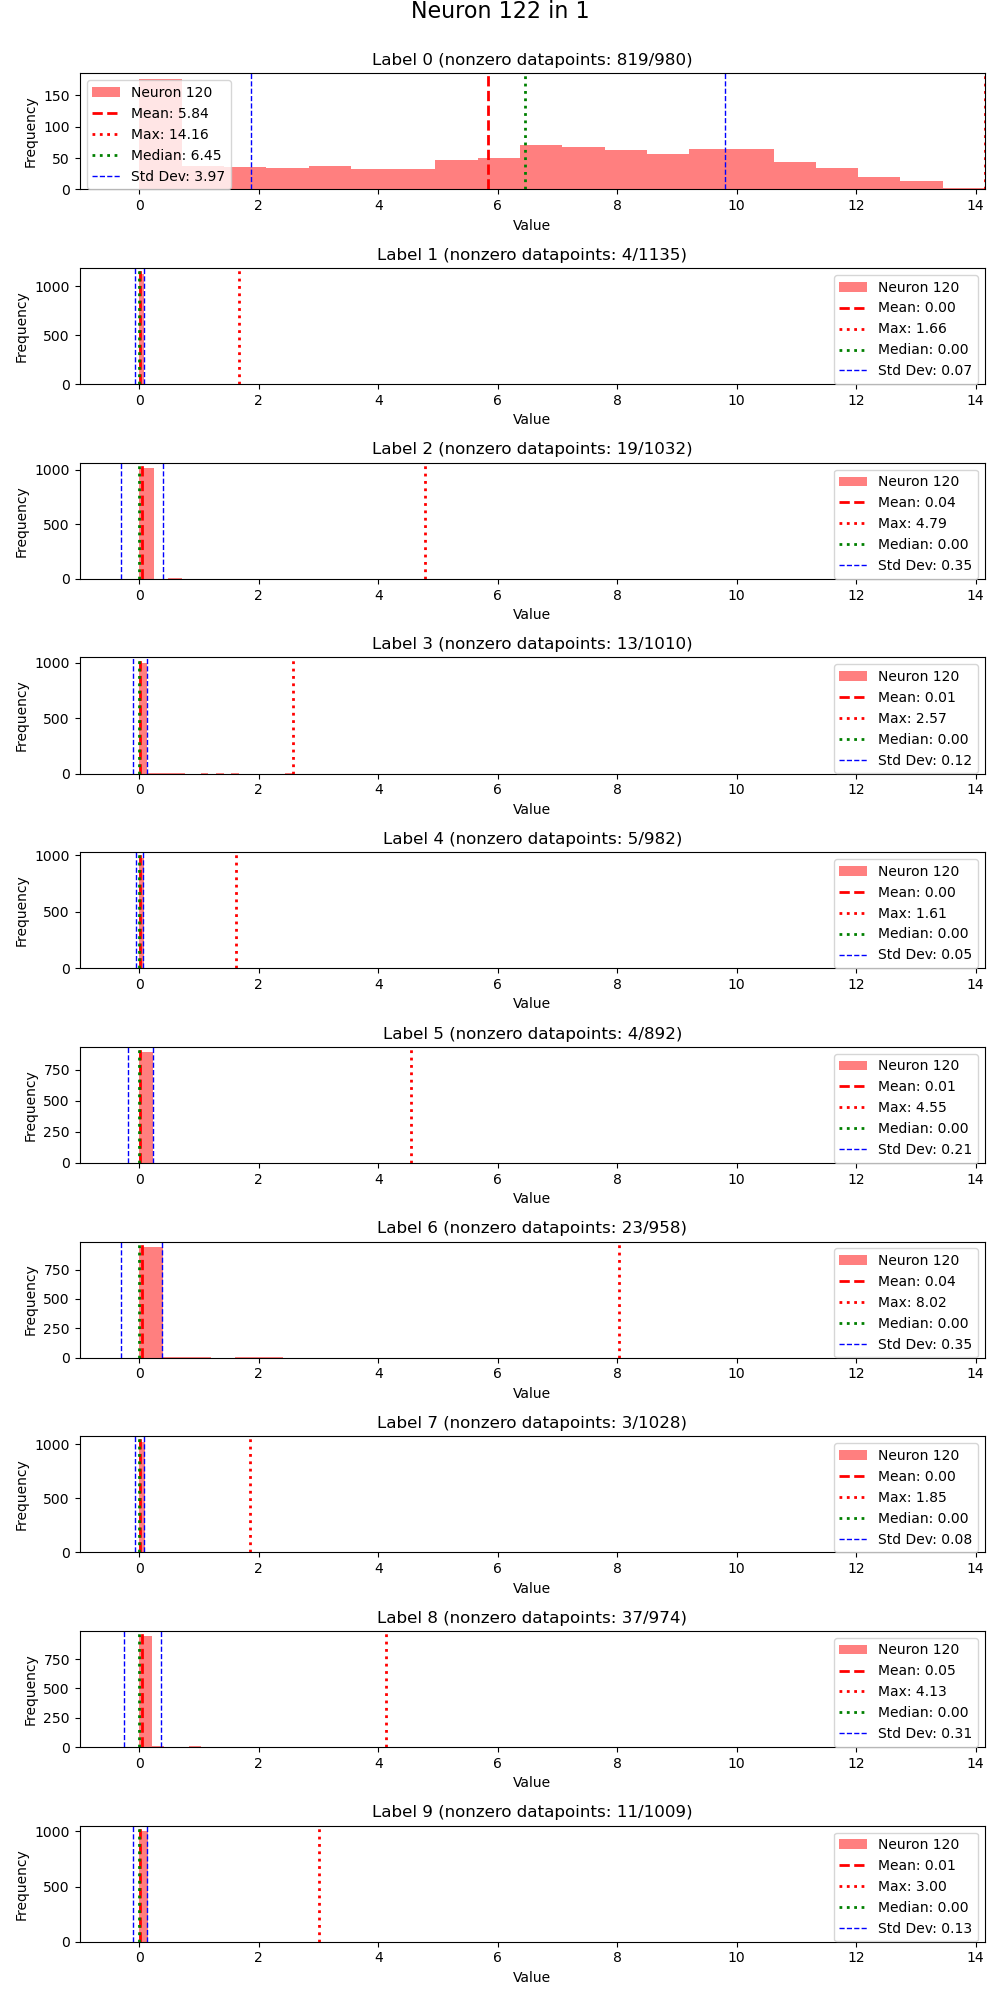 Neuron 122 in 1
Label 0 (nonzero datapoints: 819/980)
Frequency
150
100
50
0
Neuron 120
Mean: 5.84
Max: 14.16
Median: 6.45
Std Dev: 3.97
0 2 4 6 8 10 12 14
Value
Label 1 (nonzero datapoints: 4/1135)
Frequency
1000
500
0
Neuron 120
Mean: 0.00
Max: 1.66
Median: 0.00
Std Dev: 0.07
0 2 4 6 8 10 12 14
Value
Label 2 (nonzero datapoints: 19/1032)
Frequency
1000
500
0
Neuron 120
Mean: 0.04
Max: 4.79
Median: 0.00
Std Dev: 0.35
0 2 4 6 8 10 12 14
Value
Label 3 (nonzero datapoints: 13/1010)
Frequency
1000
500
0
Neuron 120
Mean: 0.01
Max: 2.57
Median: 0.00
Std Dev: 0.12
0 2 4 6 8 10 12 14
Value
Label 4 (nonzero datapoints: 5/982)
Frequency
1000
500
0
Neuron 120
Mean: 0.00
Max: 1.61
Median: 0.00
Std Dev: 0.05
0 2 4 6 8 10 12 14
Value
Label 5 (nonzero datapoints: 4/892)
Frequency
750
500
250
0
Neuron 120
Mean: 0.01
Max: 4.55
Median: 0.00
Std Dev: 0.21
0 2 4 6 8 10 12 14
Value
Label 6 (nonzero datapoints: 23/958)
Frequency
750
500
250
0
Neuron 120
Mean: 0.04
Max: 8.02
Median: 0.00
Std Dev: 0.35
0 2 4 6 8 10 12 14
Value
Label 7 (nonzero datapoints: 3/1028)
Frequency
1000
500
0
Neuron 120
Mean: 0.00
Max: 1.85
Median: 0.00
Std Dev: 0.08
0 2 4 6 8 10 12 14
Value
Label 8 (nonzero datapoints: 37/974)
Frequency
750
500
250
0
Neuron 120
Mean: 0.05
Max: 4.13
Median: 0.00
Std Dev: 0.31
0 2 4 6 8 10 12 14
Value
Label 9 (nonzero datapoints: 11/1009)
Frequency
1000
500
0
Neuron 120
Mean: 0.01
Max: 3.00
Median: 0.00
Std Dev: 0.13
0 2 4 6 8 10 12 14
Value